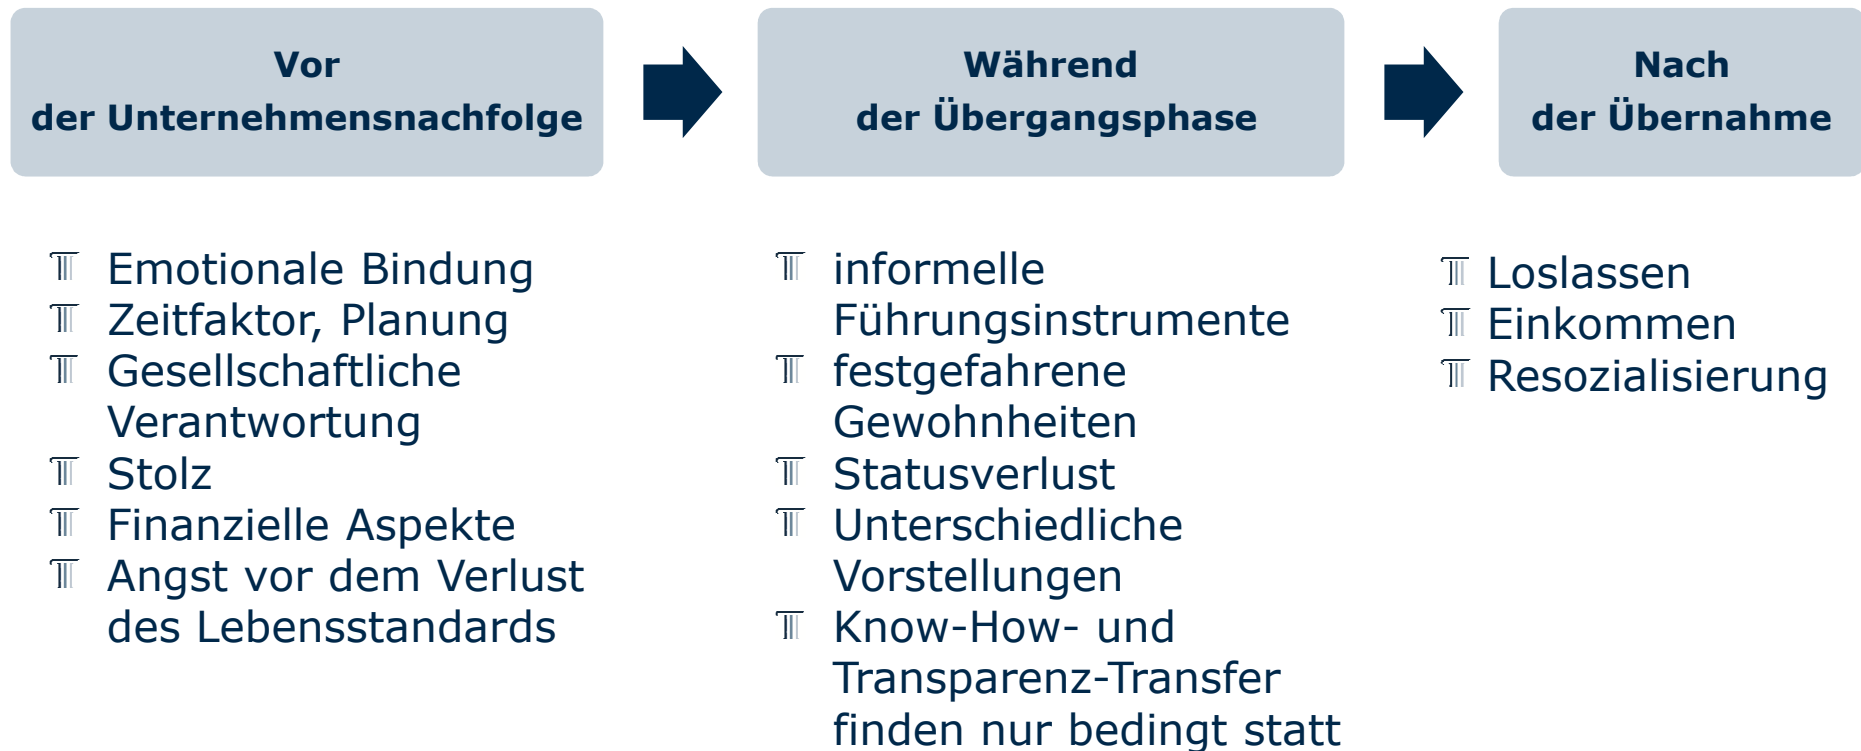 Vor
der Unternehmensnachfolge
Während
der Übergangsphase
Nach
der Übernahme
Emotionale Bindung
Zeitfaktor, Planung
Gesellschaftliche
Verantwortung
Stolz
Finanzielle Aspekte
Angst vor dem Verlust
des Lebensstandards
informelle
Führungsinstrumente
festgefahrene
Gewohnheiten
Statusverlust
Unterschiedliche
Vorstellungen
Know-How- und
Transparenz-Transfer
finden nur bedingt statt
Loslassen
Einkommen
Resozialisierung